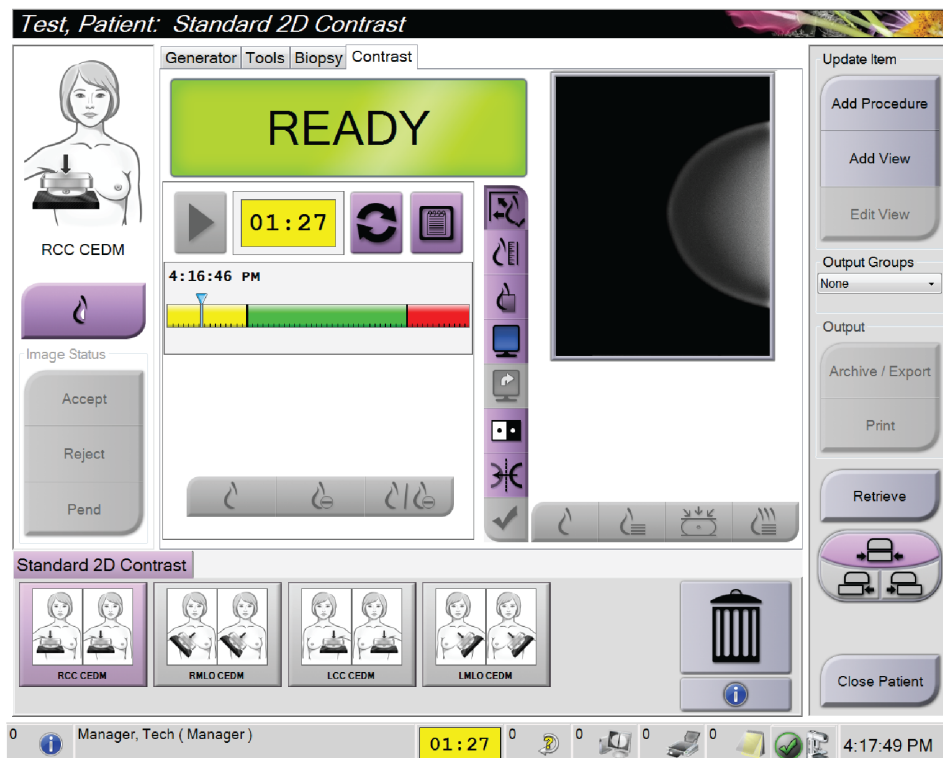 Test, Patient: Standard 2D Contrast
Generator Tools Biopsy Contrast
READY
01:27
4:16:46 PM
RCC CEDM
Image Status
Accept
Reject
Pend
Update Item
Add Procedure
Add View
Edit View
Output Groups
None
Output
Archive / Export
Print
Retrieve
Close Patient
Standard 2D Contrast
RCC CEDM
RMLO CEDM
LCC CEDM
LMLO CEDM
0 Manager, Tech ( Manager ) 01:27 0 0 0 0 4:17:49 PM